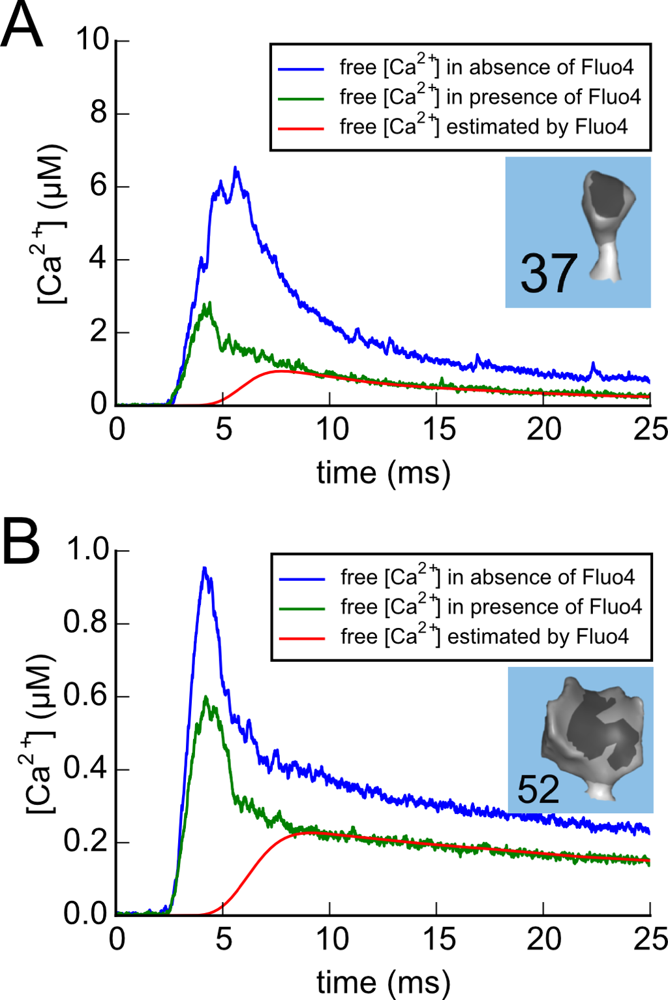 A
10
8
6
4
2
0
[Ca²⁺] (μM)
free [Ca²⁺] in absence of Fluo4
free [Ca²⁺] in presence of Fluo4
free [Ca²⁺] estimated by Fluo4
37
0 5 10 15 20 25
time (ms)
B
1.0
0.8
0.6
0.4
0.2
0.0
[Ca²⁺] (μM)
free [Ca²⁺] in absence of Fluo4
free [Ca²⁺] in presence of Fluo4
free [Ca²⁺] estimated by Fluo4
52
0 5 10 15 20 25
time (ms)